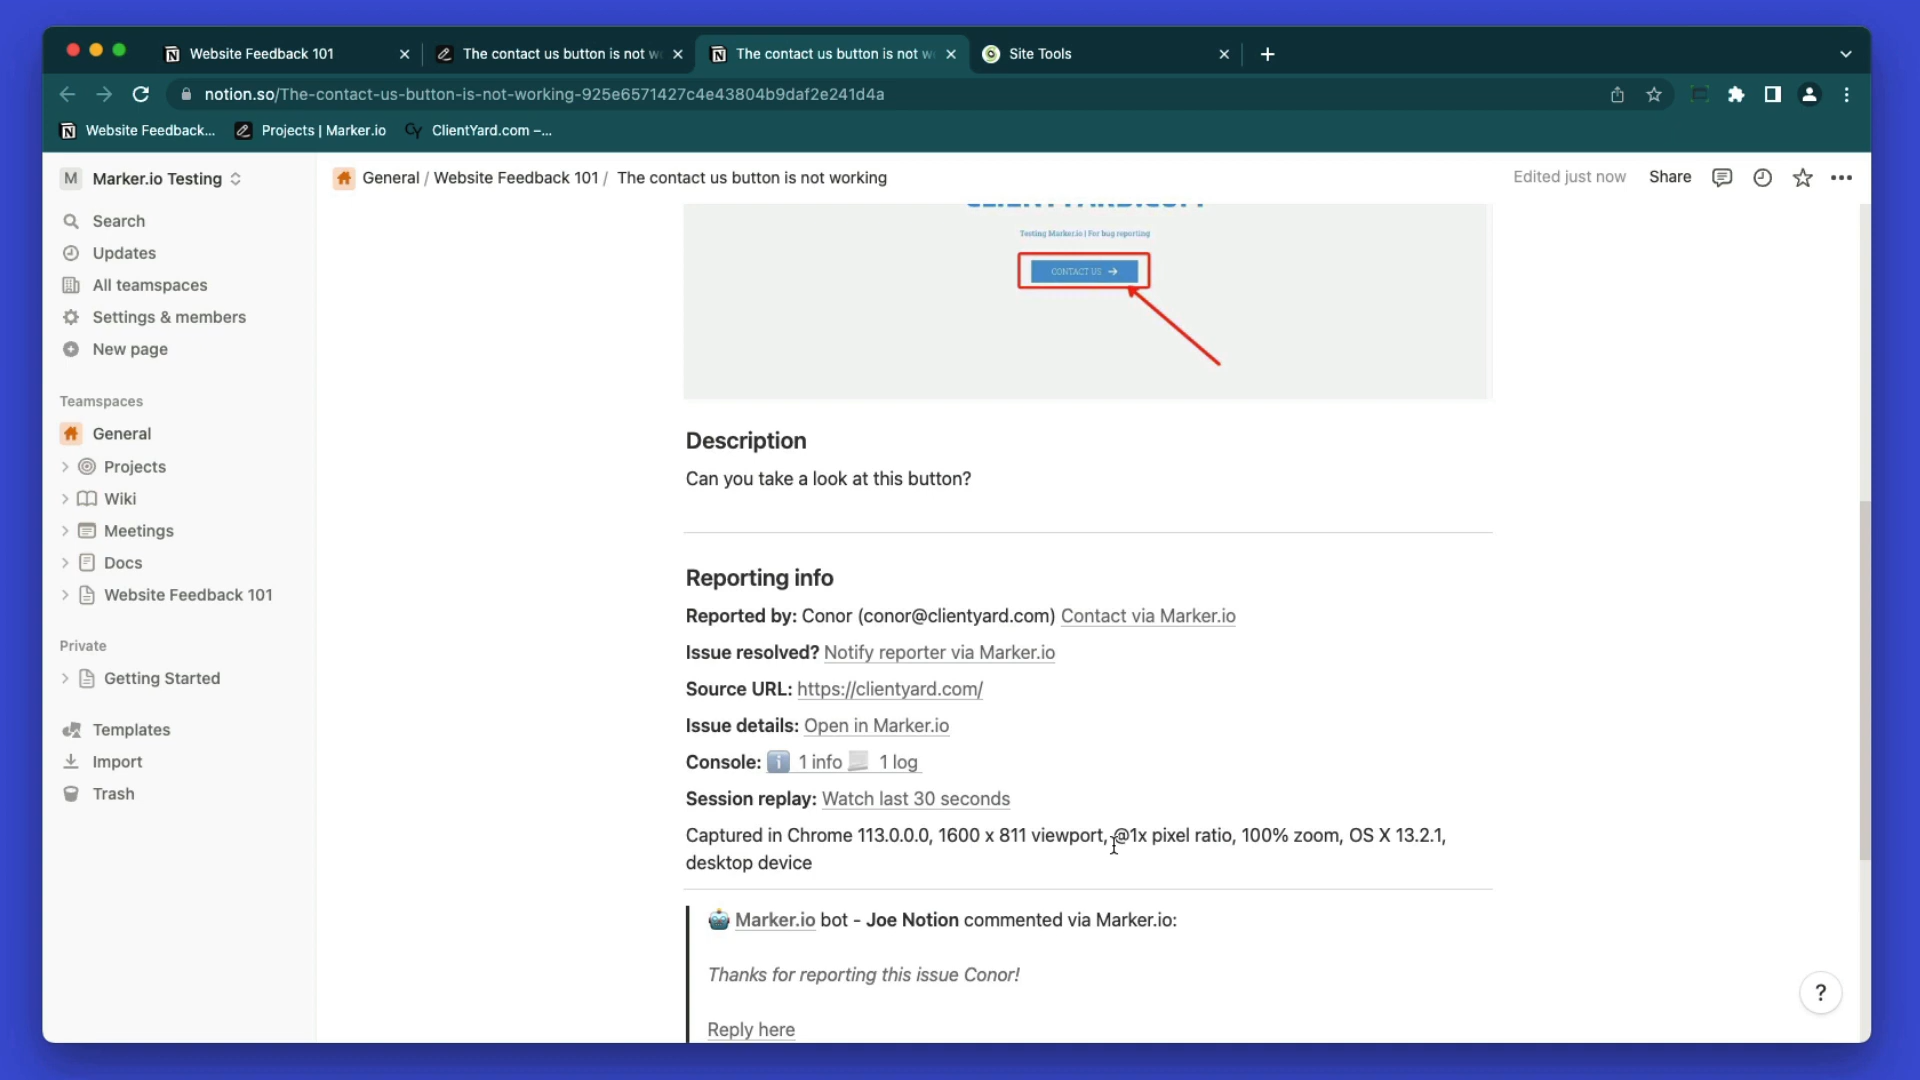 Website Feedback 101
The contact us button is not w
The contact us button is not w
Site Tools
notion.so/The-contact-us-button-is-not-working-925e6571427c4e43804b9daf2e241d4a
Website Feedback...
Projects | Marker.io
CY ClientYard.com –...
M Marker.io Testing
General / Website Feedback 101 / The contact us button is not working
Edited just now
Share
Search
Updates
All teamspaces
Settings & members
New page
Teamspaces
General
Projects
Wiki
Meetings
Docs
Website Feedback 101
Private
Getting Started
Templates
Import
Trash
Testing Marker.io | For bug reporting
CONTACT US →
Description
Can you take a look at this button?
Reporting info
Reported by: Conor (conor@clientyard.com) Contact via Marker.io
Issue resolved? Notify reporter via Marker.io
Source URL: https://clientyard.com/
Issue details: Open in Marker.io
Console: 1 info 1 log
Session replay: Watch last 30 seconds
Captured in Chrome 113.0.0.0, 1600 x 811 viewport, @1x pixel ratio, 100% zoom, OS X 13.2.1,
desktop device
Marker.io bot - Joe Notion commented via Marker.io:
Thanks for reporting this issue Conor!
Reply here
?